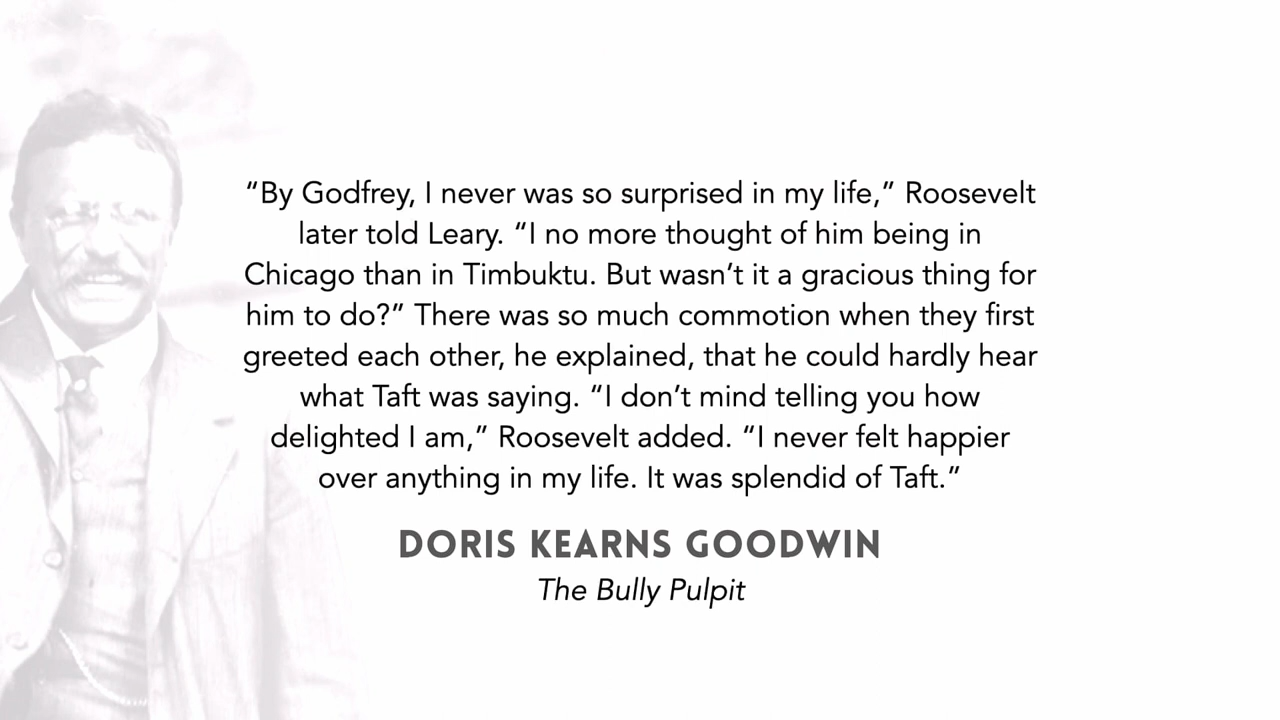 “By Godfrey, I never was so surprised in my life,” Roosevelt
later told Leary. “I no more thought of him being in
Chicago than in Timbuktu. But wasn’t it a gracious thing for
him to do?” There was so much commotion when they first
greeted each other, he explained, that he could hardly hear
what Taft was saying. “I don’t mind telling you how
delighted I am,” Roosevelt added. “I never felt happier
over anything in my life. It was splendid of Taft.”
DORIS KEARNS GOODWIN
The Bully Pulpit